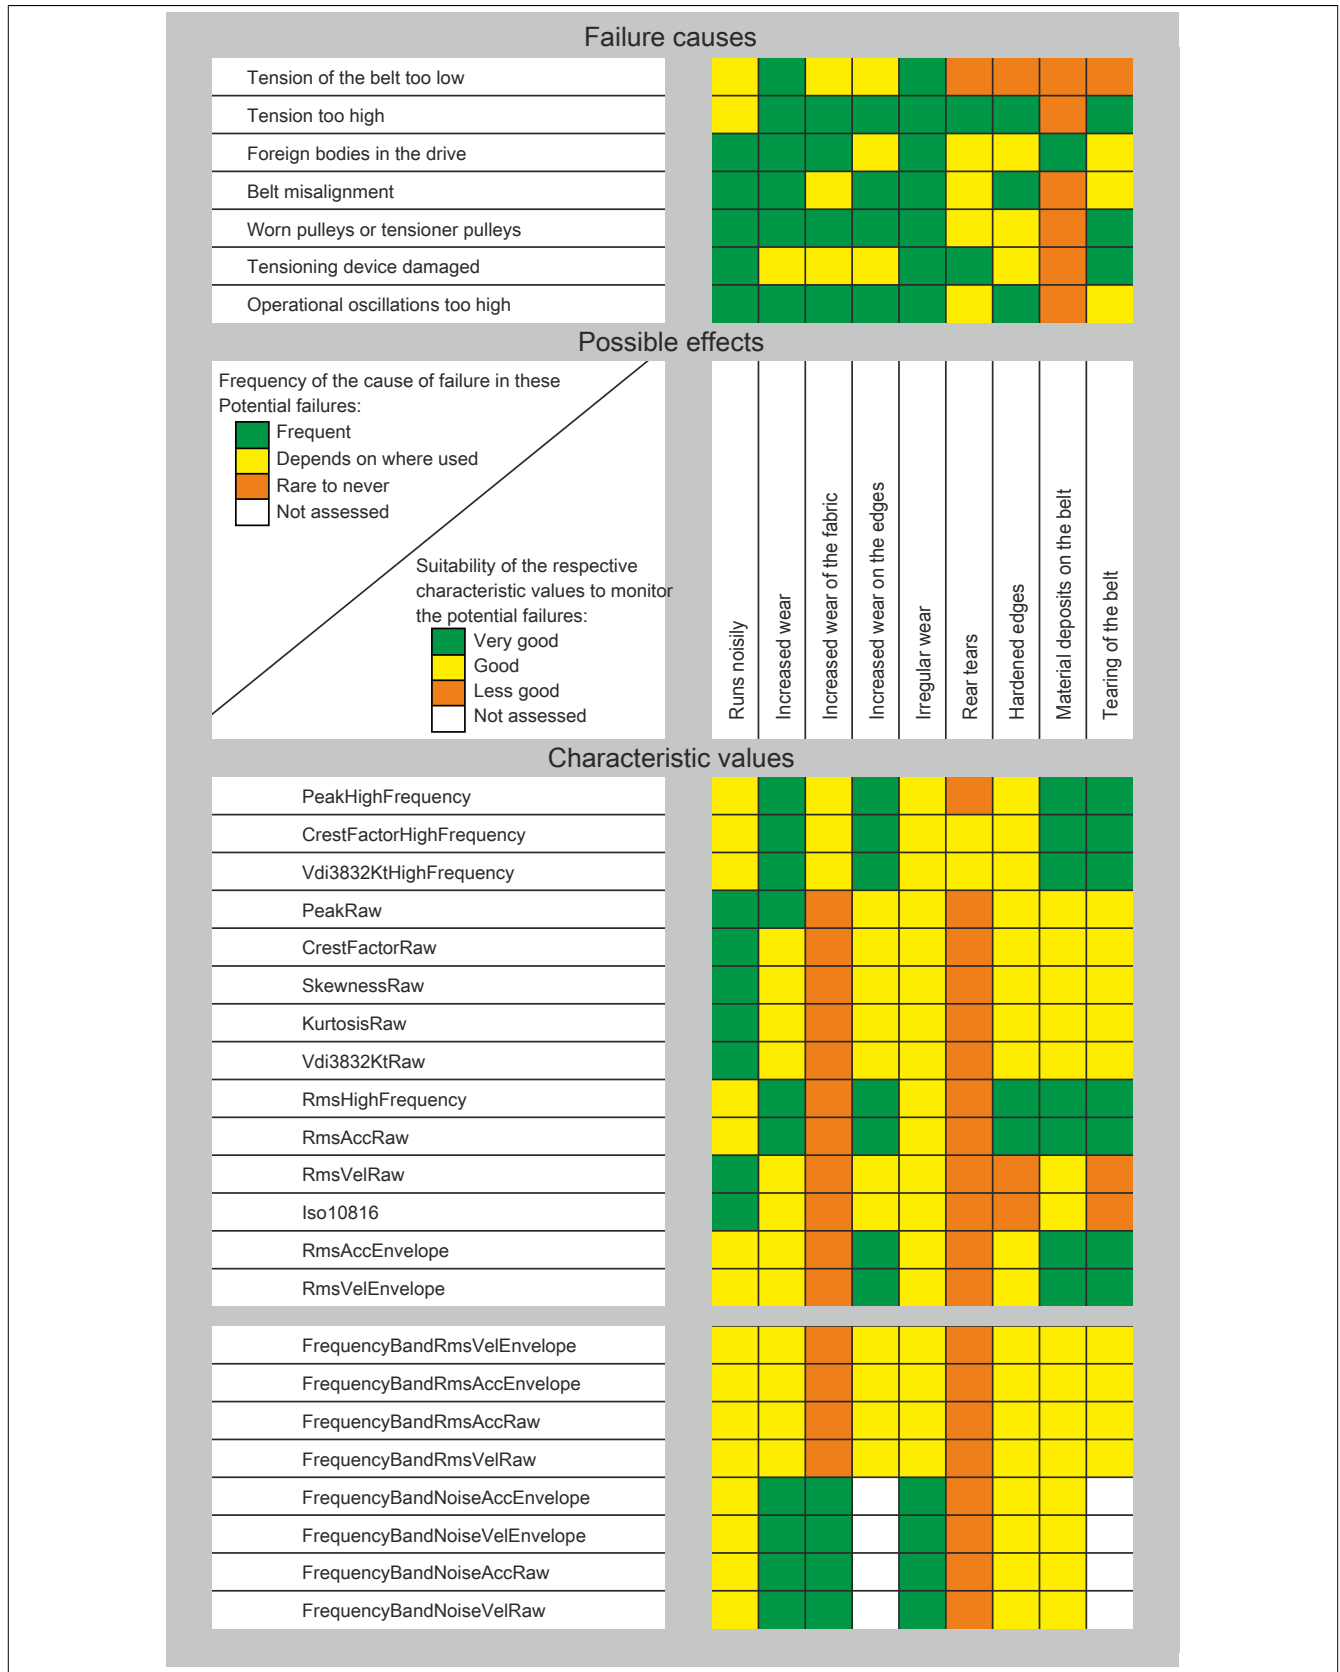 Failure causes
Tension of the belt too low
Tension too high
Foreign bodies in the drive
Belt misalignment
Worn pulleys or tensioner pulleys
Tensioning device damaged
Operational oscillations too high
Possible effects
Frequency of the cause of failure in these
Potential failures:
Frequent
Depends on where used
Rare to never
Not assessed
Suitability of the respective
characteristic values to monitor
the potential failures:
Very good
Good
Less good
Not assessed
Runs noisily
Increased wear
Increased wear of the fabric
Increased wear on the edges
Irregular wear
Rear tears
Hardened edges
Material deposits on the belt
Tearing of the belt
Characteristic values
PeakHighFrequency
CrestFactorHighFrequency
Vdi3832KtHighFrequency
PeakRaw
CrestFactorRaw
SkewnessRaw
KurtosisRaw
Vdi3832KtRaw
RmsHighFrequency
RmsAccRaw
RmsVelRaw
Iso10816
RmsAccEnvelope
RmsVelEnvelope
FrequencyBandRmsVelEnvelope
FrequencyBandRmsAccEnvelope
FrequencyBandRmsAccRaw
FrequencyBandRmsVelRaw
FrequencyBandNoiseAccEnvelope
FrequencyBandNoiseVelEnvelope
FrequencyBandNoiseAccRaw
FrequencyBandNoiseVelRaw